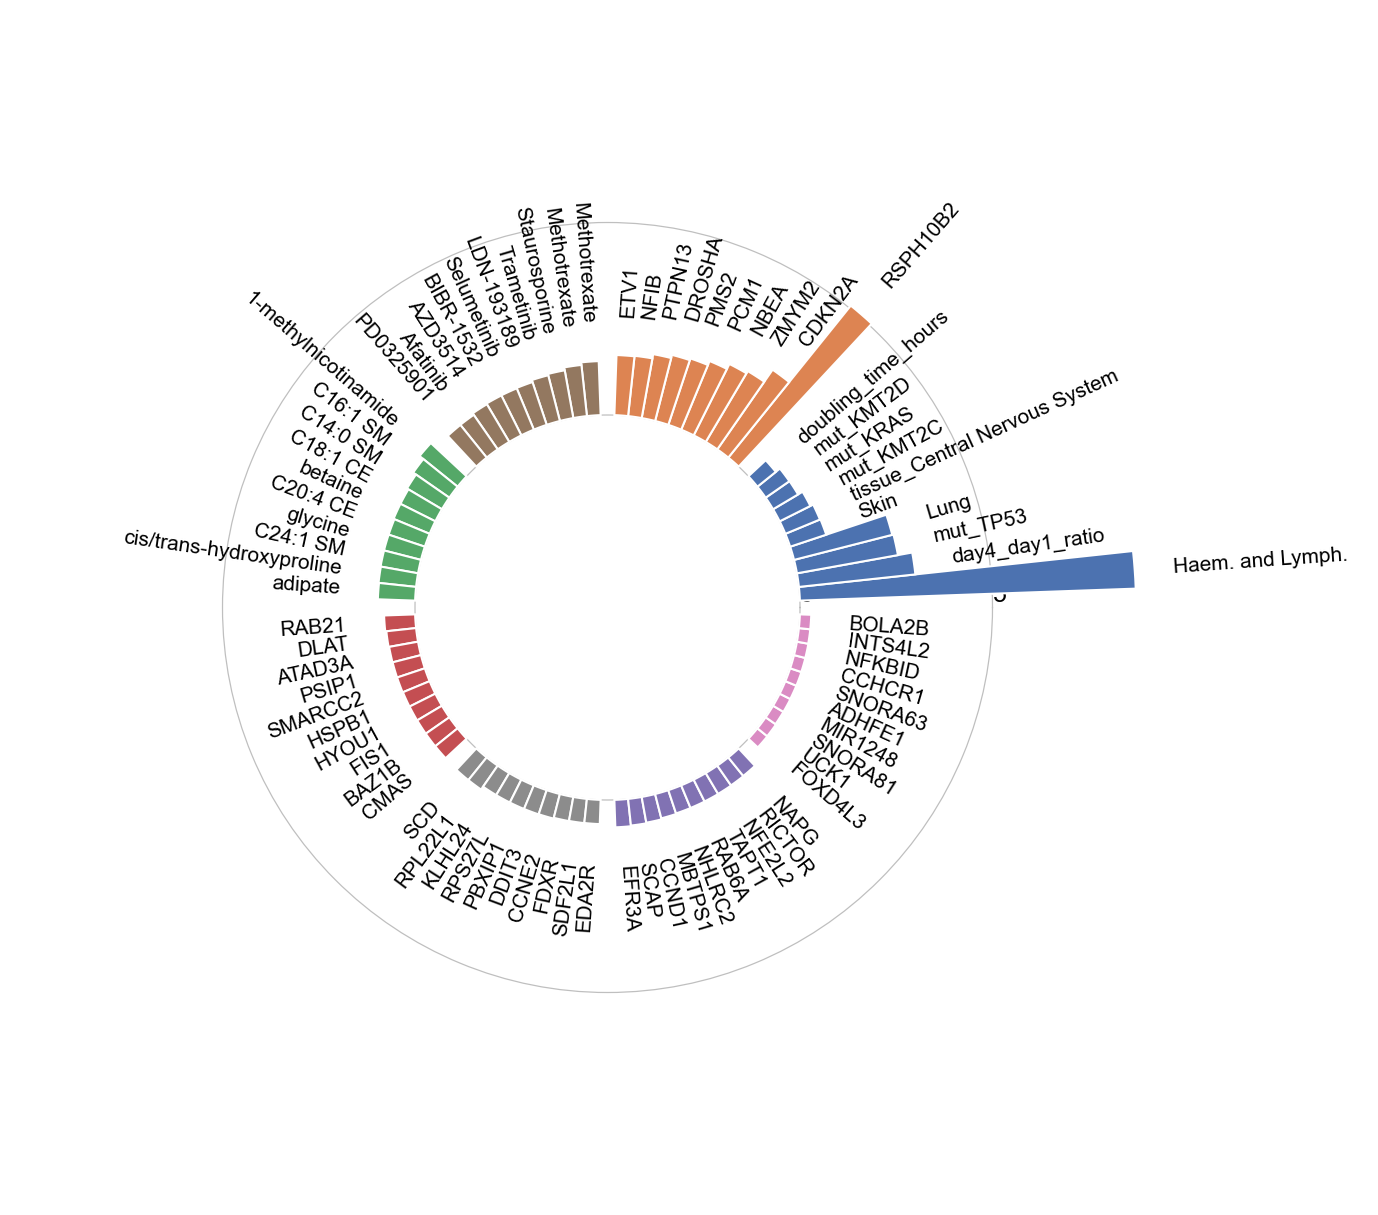 Methotrexate
Methotrexate
Staurosporine
Trametinib
LDN-193189
Selumetinib
BIBR-1532
AZD3514
Afatinib
PD0325901
ETV1
NFIB
PTPN13
DROSHA
PMS2
PCM1
NBEA
ZMYM2
CDKN2A
RSPH10B2
doubling_time_hours
mut_KMT2D
mut_KRAS
mut_KMT2C
tissue_Central Nervous System
Skin
Lung
mut_TP53
day4_day1_ratio
Haem. and Lymph.
1-methylnicotinamide
C16:1 SM
C14:0 SM
C18:1 CE
betaine
C20:4 CE
glycine
C24:1 SM
cis/trans-hydroxyproline
adipate
RAB21
DLAT
ATAD3A
PSIP1
SMARCC2
HSPB1
HYOU1
FIS1
BAZ1B
CMAS
SCD
RPL22L1
KLHL24
RPS27L
PBXIP1
DDIT3
CCNE2
FDXR
SDF2L1
EDA2R
EFR3A
SCAP
CCND1
MBTPS1
NHLRC2
RAB6A
TAPT1
NFE2L2
RICTOR
NAPG
FOXD4L3
UCK1
SNORA81
MIR1248
ADHFE1
SNORA63
CCHCR1
NFKBID
INTS4L2
BOLA2B